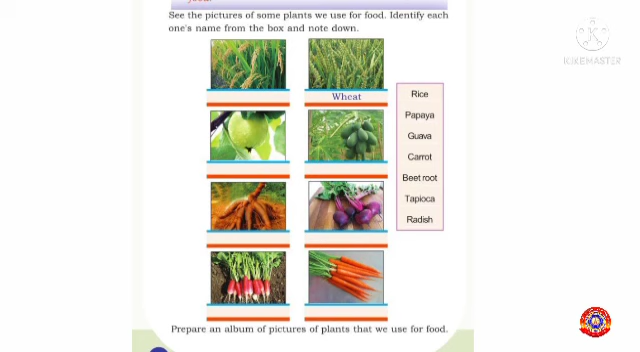 food.
See the pictures of some plants we use for food. Identify each
one's name from the box and note down.
KINEMASTER
Wheat
Rice
Papaya
Guava
Carrot
Beet root
Tapioca
Radish
Prepare an album of pictures of plants that we use for food.